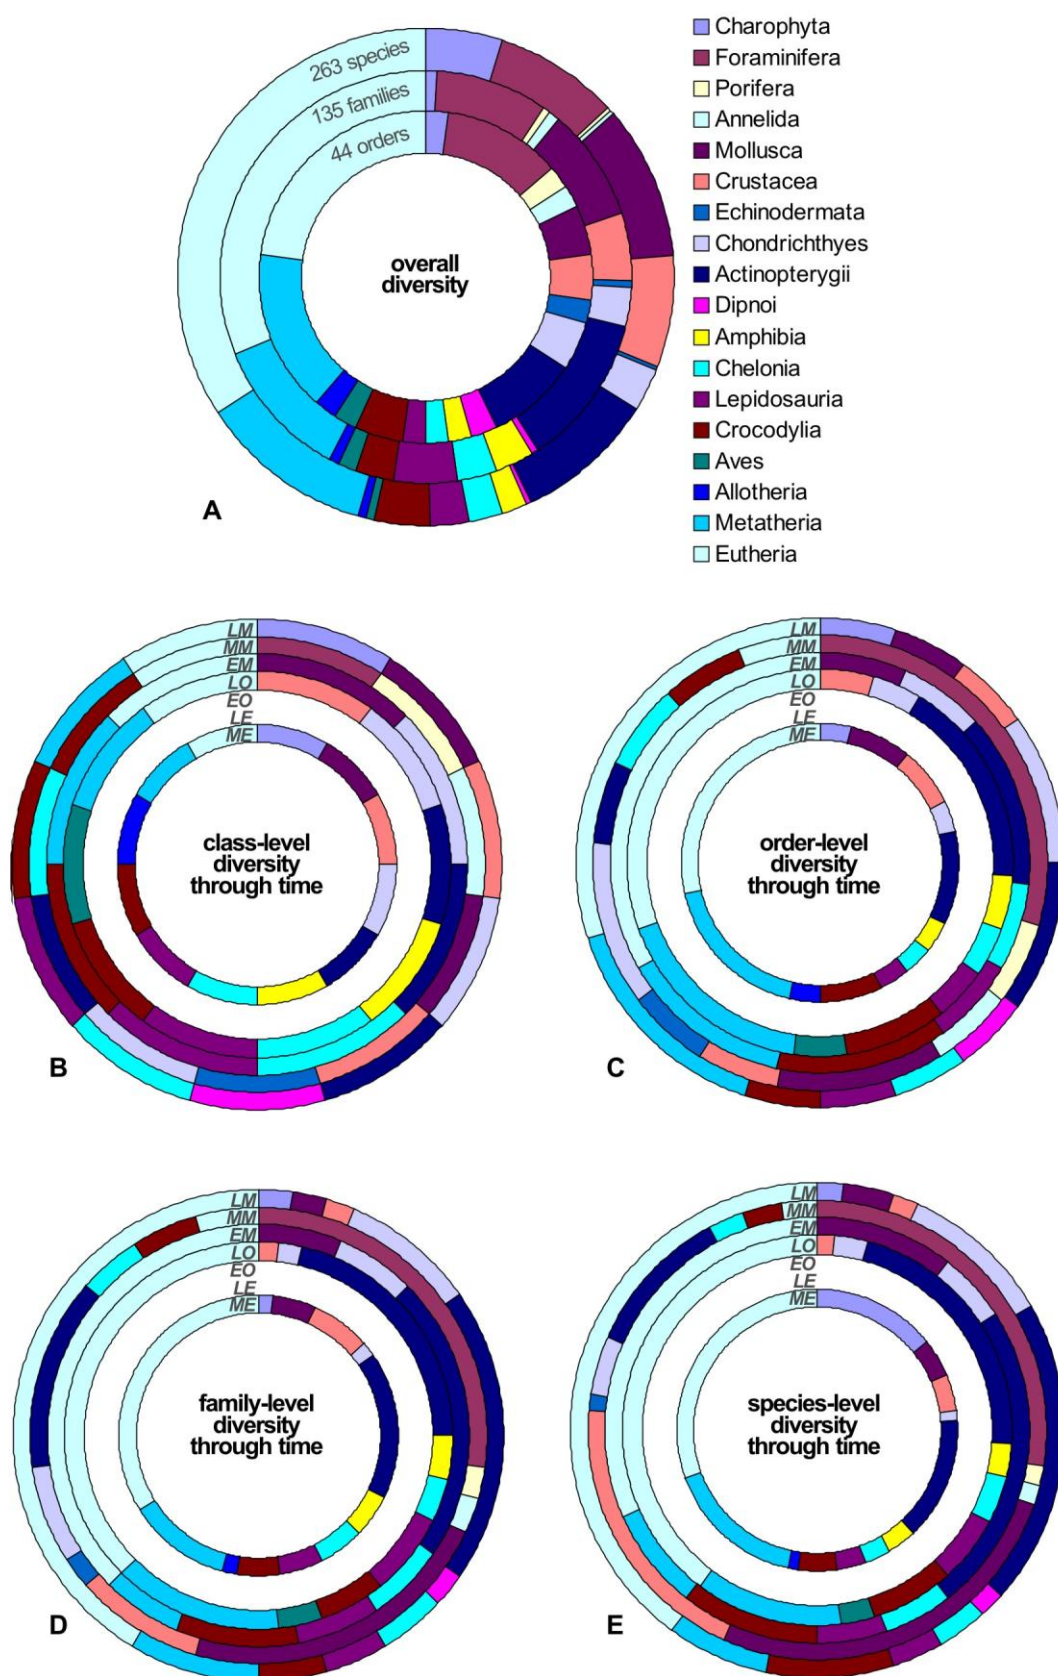 263 species
135 families
44 orders
overall
diversity
A
Charophyta
Foraminifera
Porifera
Annelida
Mollusca
Crustacea
Echinodermata
Chondrichthyes
Actinopterygii
Dipnoi
Amphibia
Chelonia
Lepidosauria
Crocodylia
Aves
Allotheria
Metatheria
Eutheria
LM
MM
EM
LO
EO
LE
ME
class-level
diversity
through time
B
LM
MM
EM
LO
EO
LE
ME
order-level
diversity
through time
C
LM
MM
EM
LO
EO
LE
ME
family-level
diversity
through time
D
LM
MM
EM
LO
EO
LE
ME
species-level
diversity
through time
E